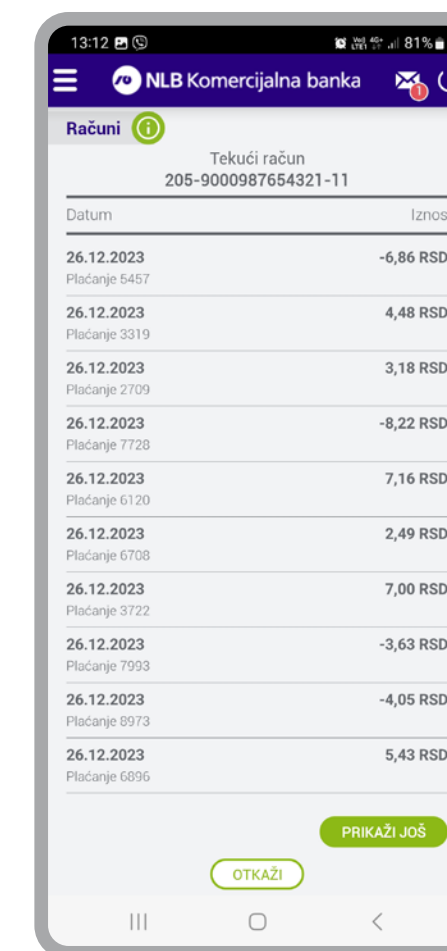 13:12 81%
NLB Komercijalna banka 1
Računi
Tekući račun
205-9000987654321-11
Datum Iznos
26.12.2023 -6,86 RSD
Plaćanje 5457
26.12.2023 4,48 RSD
Plaćanje 3319
26.12.2023 3,18 RSD
Plaćanje 2709
26.12.2023 -8,22 RSD
Plaćanje 7728
26.12.2023 7,16 RSD
Plaćanje 6120
26.12.2023 2,49 RSD
Plaćanje 6708
26.12.2023 7,00 RSD
Plaćanje 3722
26.12.2023 -3,63 RSD
Plaćanje 7993
26.12.2023 -4,05 RSD
Plaćanje 8973
26.12.2023 5,43 RSD
Plaćanje 6896
PRIKAŽI JOŠ
OTKAŽI